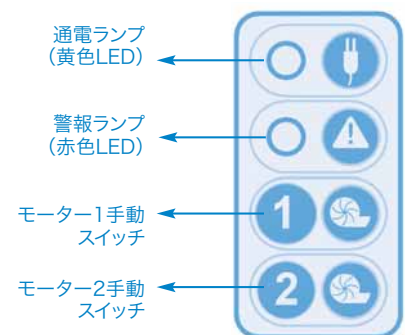 通電ランプ
（黄色LED）
警報ランプ
（赤色LED）
モーター1手動
スイッチ
1
モーター2手動
スイッチ
2